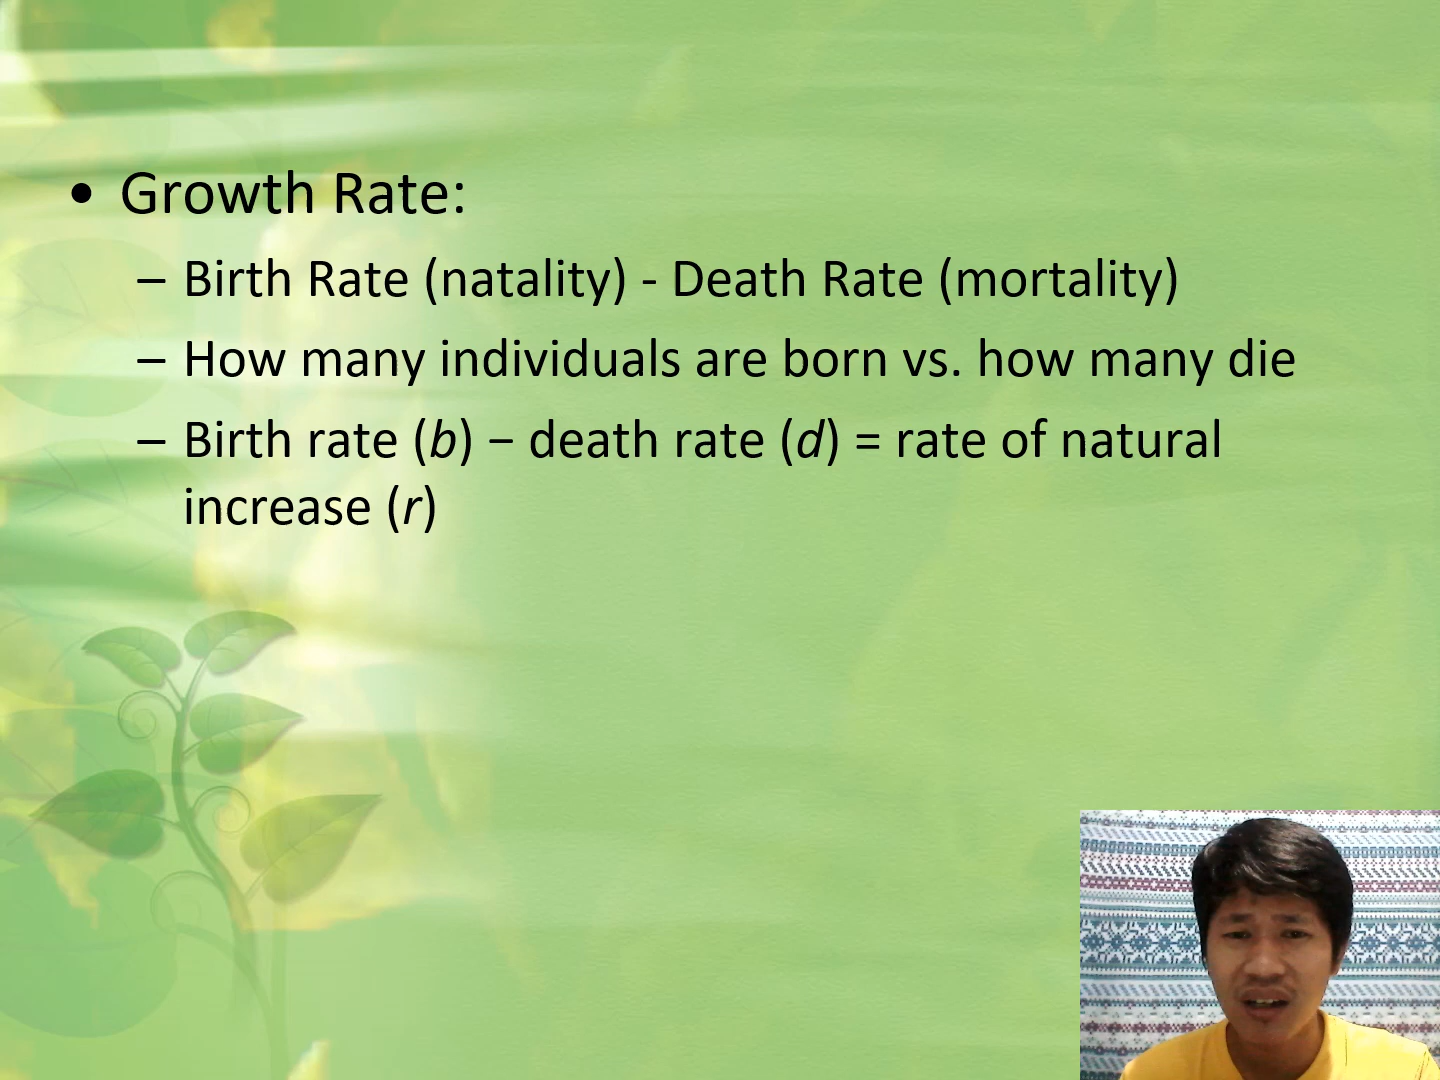 • Growth Rate:
– Birth Rate (natality) - Death Rate (mortality)
– How many individuals are born vs. how many die
– Birth rate (b) − death rate (d) = rate of natural
increase (r)